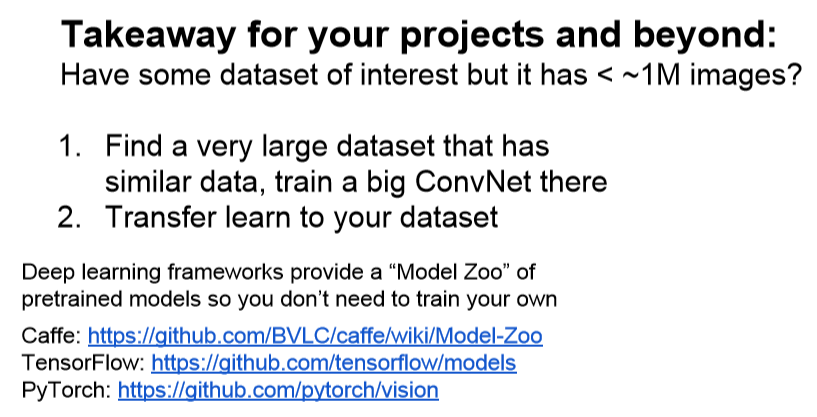 Takeaway for your projects and beyond:
Have some dataset of interest but it has < ~1M images?
1. Find a very large dataset that has
similar data, train a big ConvNet there
2. Transfer learn to your dataset
Deep learning frameworks provide a “Model Zoo” of
pretrained models so you don’t need to train your own
Caffe: https://github.com/BVLC/caffe/wiki/Model-Zoo
TensorFlow: https://github.com/tensorflow/models
PyTorch: https://github.com/pytorch/vision